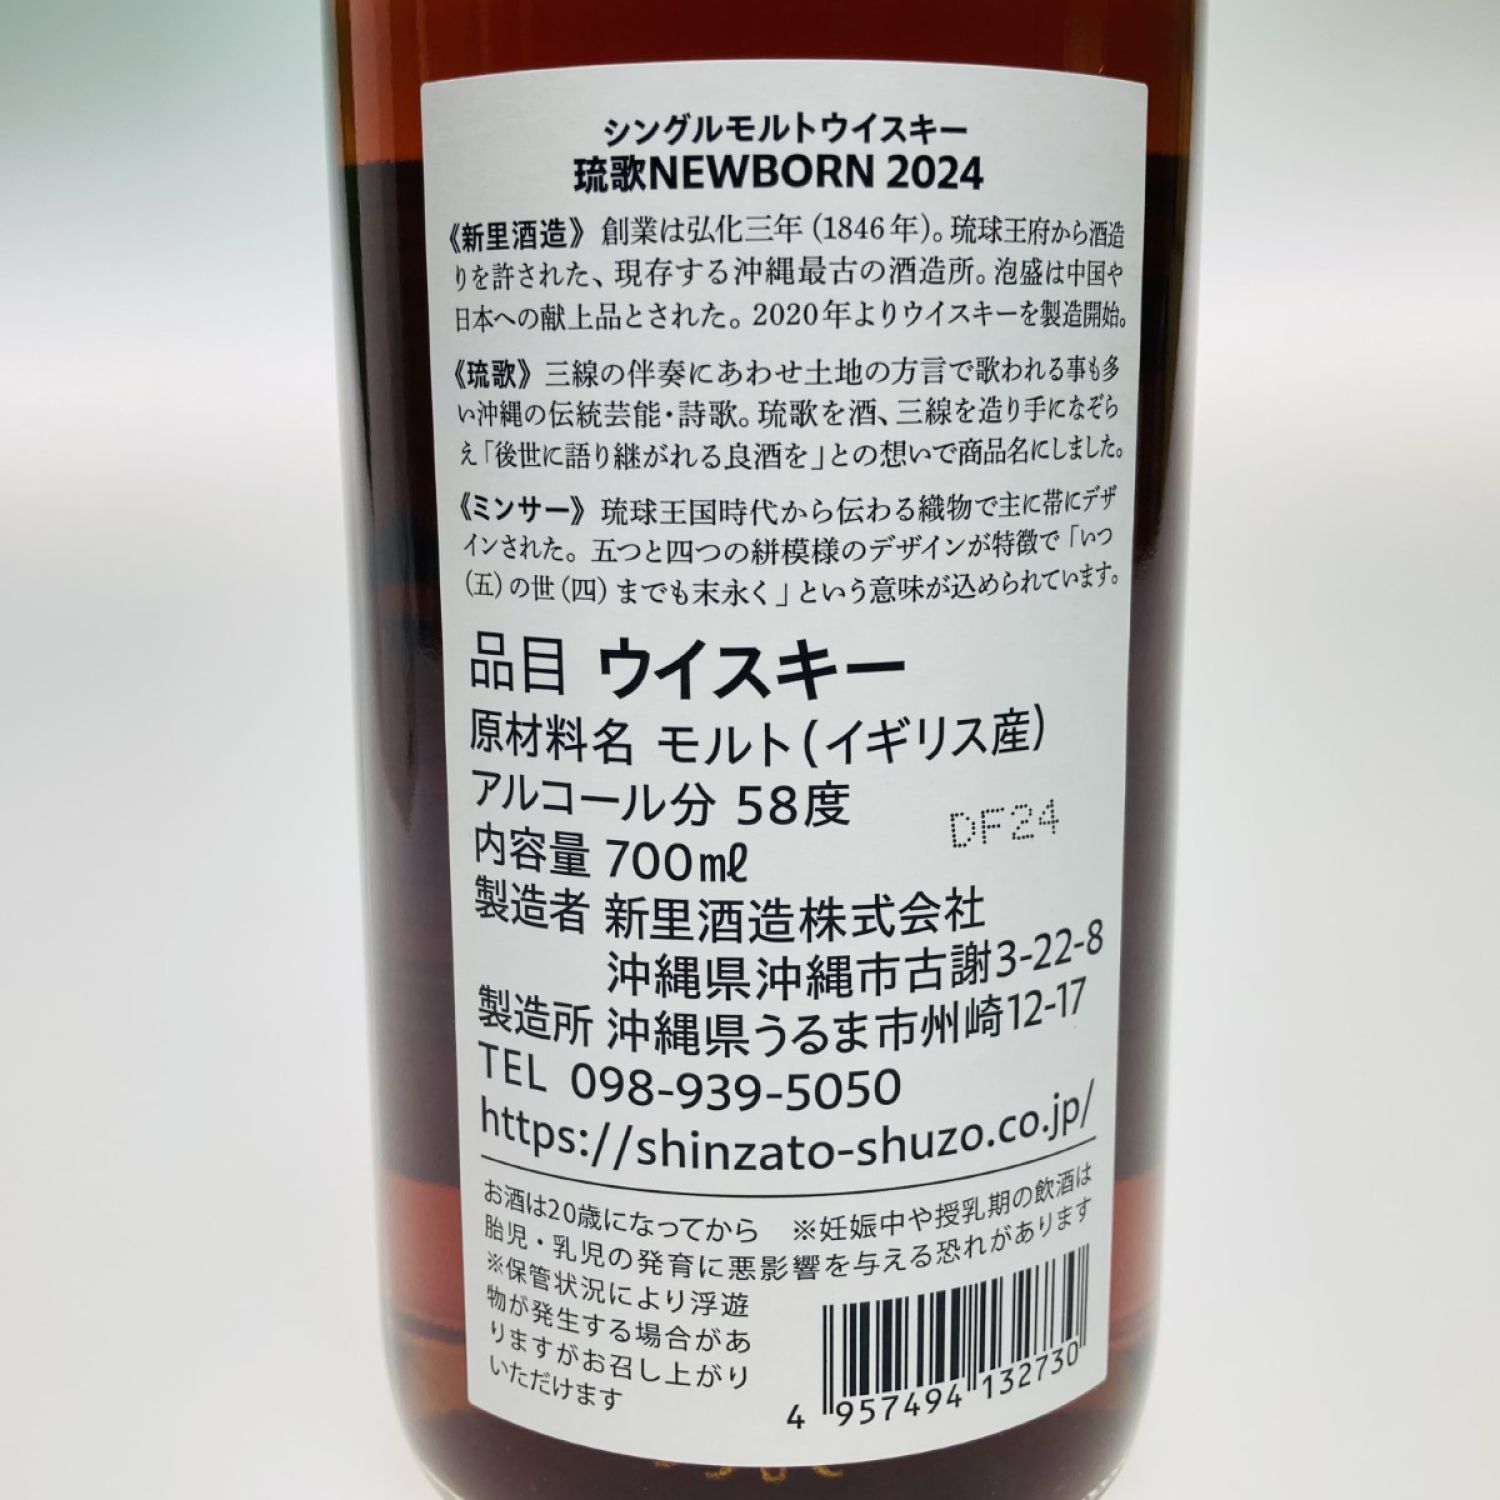 シングルモルトウイスキー
琉歌NEWBORN 2024
《新里酒造》創業は弘化三年(1846年)。琉球王府から酒造
りを許された、現存する沖縄最古の酒造所。泡盛は中国や
日本への献上品とされた。2020年よりウイスキーを製造開始。
《琉歌》三線の伴奏にあわせ土地の方言で歌われる事も多
い沖縄の伝統芸能・詩歌。琉歌を酒、三線を造り手になぞら
え「後世に語り継がれる良酒を」との想いで商品名にしました。
《ミンサー》琉球王国時代から伝わる織物で主に帯にデザ
インされた。五つと四つの絣模様のデザインが特徴で「いつ
(五)の世(四)までも末永く」という意味が込められています。
品目 ウイスキー
原材料名 モルト(イギリス産)
アルコール分 58度
DF24
内容量 700㎖
製造者 新里酒造株式会社
沖縄県沖縄市古謝3-22-8
製造所 沖縄県うるま市州崎12-17
TEL 098-939-5050
https://shinzato-shuzo.co.jp/
お酒は20歳になってから ※妊娠中や授乳期の飲酒は
胎児・乳児の発育に悪影響を与える恐れがあります
※保管状況により浮遊
物が発生する場合があ
りますがお召し上がり
いただけます
4 957494 132730